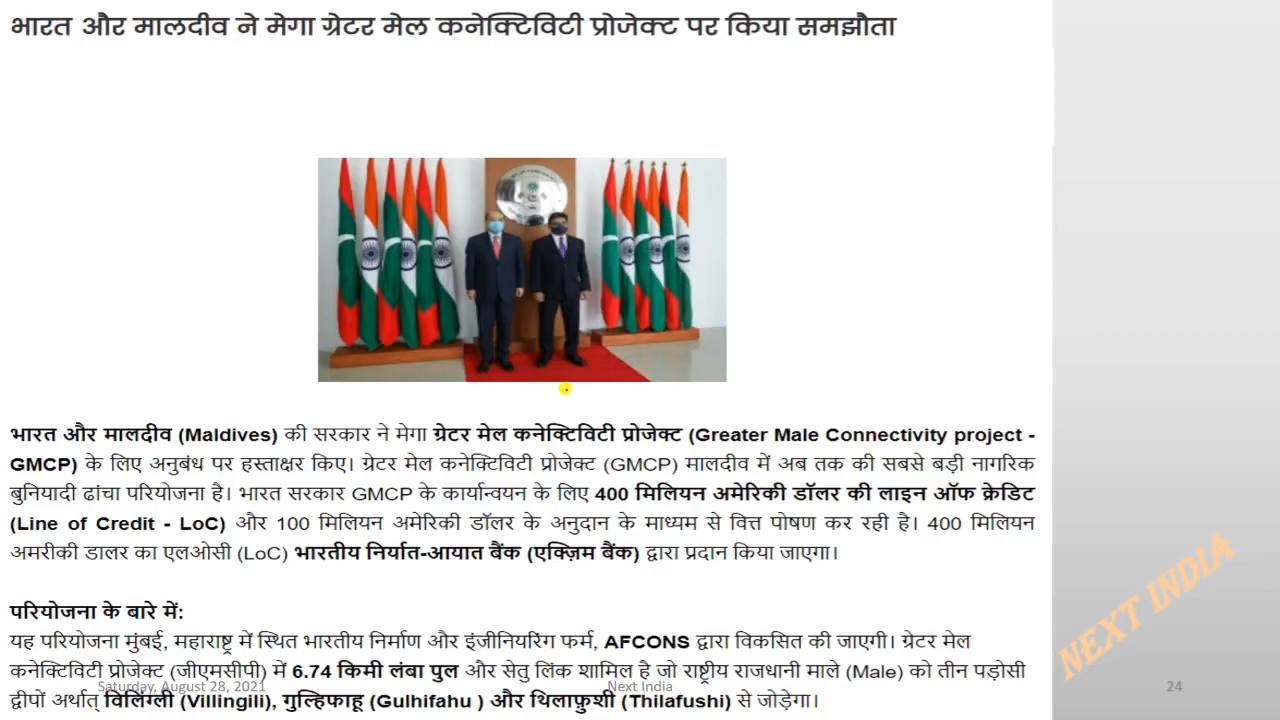 भारत और मालदीव ने मेगा ग्रेटर मेल कनेक्टिविटी प्रोजेक्ट पर किया समझौता
भारत और मालदीव (Maldives) की सरकार ने मेगा ग्रेटर मेल कनेक्टिविटी प्रोजेक्ट (Greater Male Connectivity project -
GMCP) के लिए अनुबंध पर हस्ताक्षर किए। ग्रेटर मेल कनेक्टिविटी प्रोजेक्ट (GMCP) मालदीव में अब तक की सबसे बड़ी नागरिक
बुनियादी ढांचा परियोजना है। भारत सरकार GMCP के कार्यान्वयन के लिए 400 मिलियन अमेरिकी डॉलर की लाइन ऑफ क्रेडिट
(Line of Credit - LoC) और 100 मिलियन अमेरिकी डॉलर के अनुदान के माध्यम से वित्त पोषण कर रही है। 400 मिलियन
अमरीकी डालर का एलओसी (LoC) भारतीय निर्यात-आयात बैंक (एक्ज़िम बैंक) द्वारा प्रदान किया जाएगा।
परियोजना के बारे में:
यह परियोजना मुंबई, महाराष्ट्र में स्थित भारतीय निर्माण और इंजीनियरिंग फर्म, AFCONS द्वारा विकसित की जाएगी। ग्रेटर मेल
कनेक्टिविटी प्रोजेक्ट (जीएमसीपी) में 6.74 किमी लंबा पुल और सेतु लिंक शामिल है जो राष्ट्रीय राजधानी माले (Male) को तीन पड़ोसी
द्वीपों अर्थात् विलिंग्ली (Villingili), गुल्हिफाहू (Gulhifahu ) और थिलाफ़ुशी (Thilafushi) से जोड़ेगा।
Saturday, August 28, 2021
Next India
24
NEXT INDIA